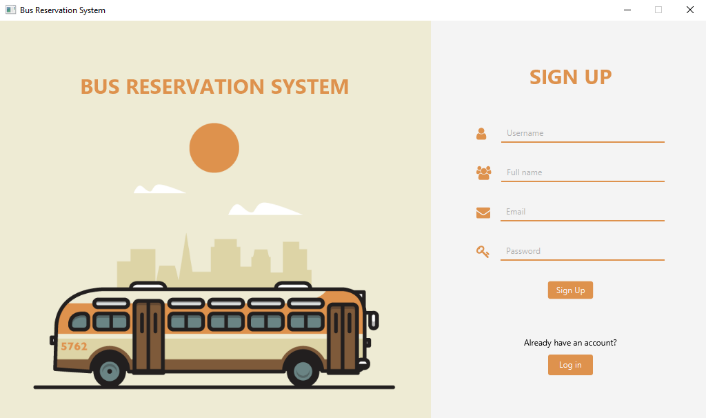 Bus Reservation System
BUS RESERVATION SYSTEM
5762
SIGN UP
Username
Full name
Email
Password
Sign Up
Already have an account?
Log in